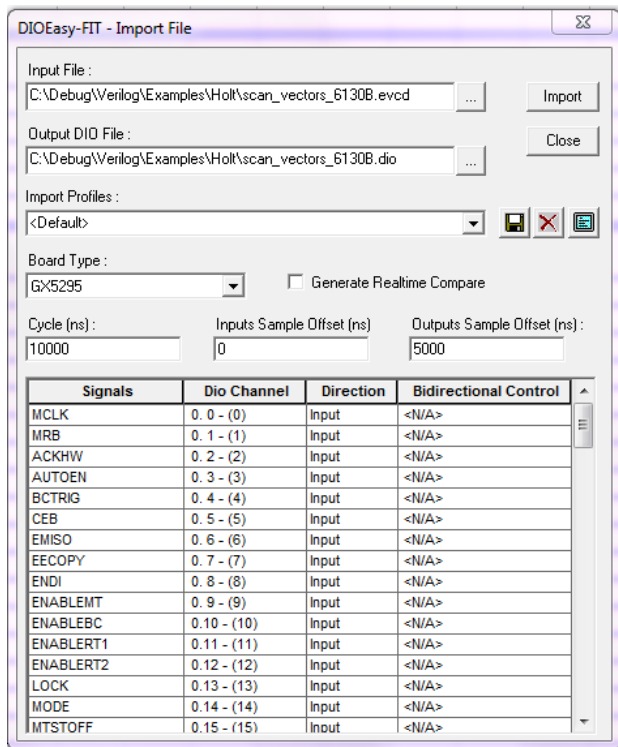 DIOEasy-FIT - Import File
Input File :
C:\Debug\Verilog\Examples\Holt\scan_vectors_6130B.evcd
...
Import
Output DIO File :
C:\Debug\Verilog\Examples\Holt\scan_vectors_6130B.dio
...
Close
Import Profiles :
<Default>
Board Type :
GX5295
Generate Realtime Compare
Cycle (ns) :
Inputs Sample Offset (ns)
Outputs Sample Offset (ns) :
10000
0
5000
Signals Dio Channel Direction Bidirectional Control
MCLK 0. 0 - (0) Input <N/A>
MRB 0. 1 - (1) Input <N/A>
ACKHW 0. 2 - (2) Input <N/A>
AUTOEN 0. 3 - (3) Input <N/A>
BCTRIG 0. 4 - (4) Input <N/A>
CEB 0. 5 - (5) Input <N/A>
EMISO 0. 6 - (6) Input <N/A>
EECOPY 0. 7 - (7) Input <N/A>
ENDI 0. 8 - (8) Input <N/A>
ENABLEMT 0. 9 - (9) Input <N/A>
ENABLEBC 0.10 - (10) Input <N/A>
ENABLERT1 0.11 - (11) Input <N/A>
ENABLERT2 0.12 - (12) Input <N/A>
LOCK 0.13 - (13) Input <N/A>
MODE 0.14 - (14) Input <N/A>
MTSTOFF 0.15 - (15) Input <N/A>